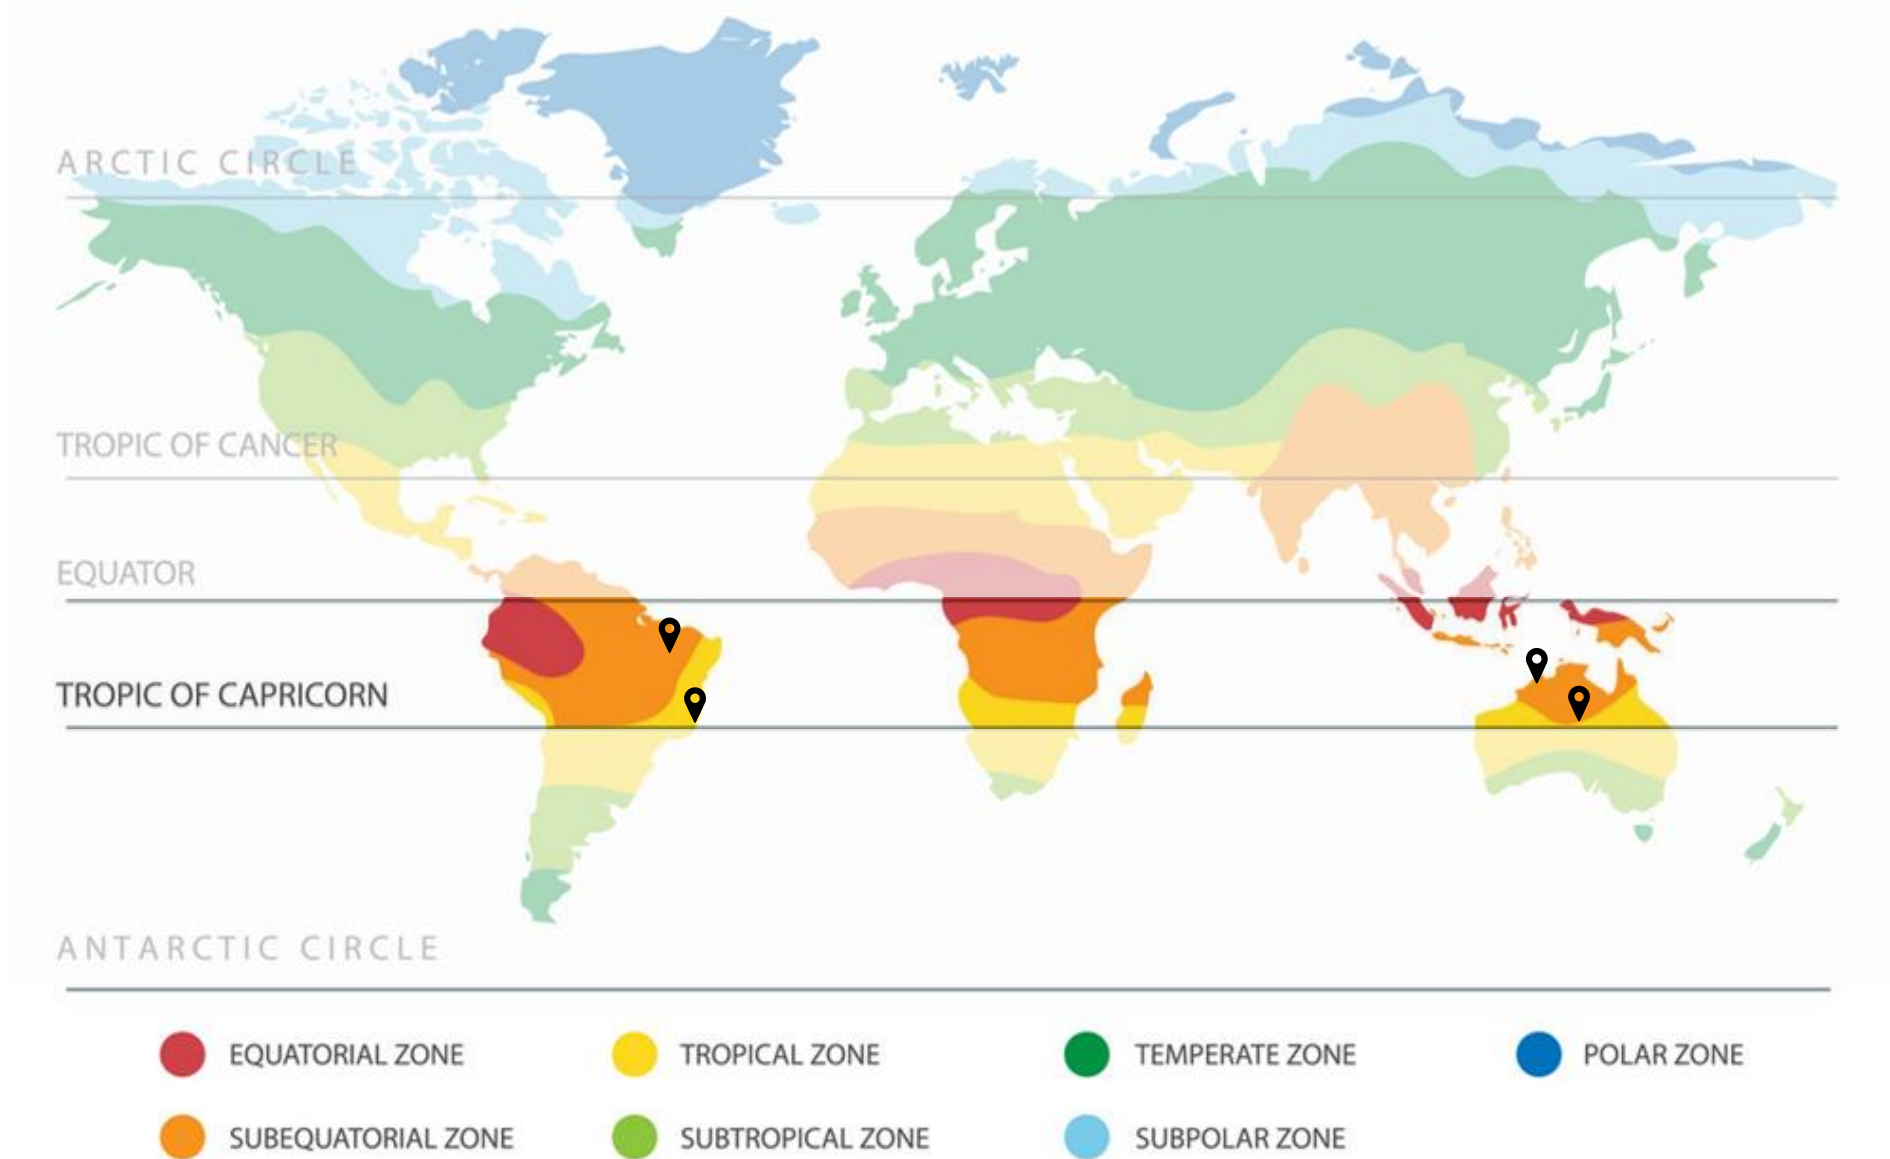 ARCTIC CIRCLE
TROPIC OF CANCER
EQUATOR
TROPIC OF CAPRICORN
ANTARCTIC CIRCLE
EQUATORIAL ZONE
TROPICAL ZONE
TEMPERATE ZONE
POLAR ZONE
SUBEQUATORIAL ZONE
SUBTROPICAL ZONE
SUBPOLAR ZONE